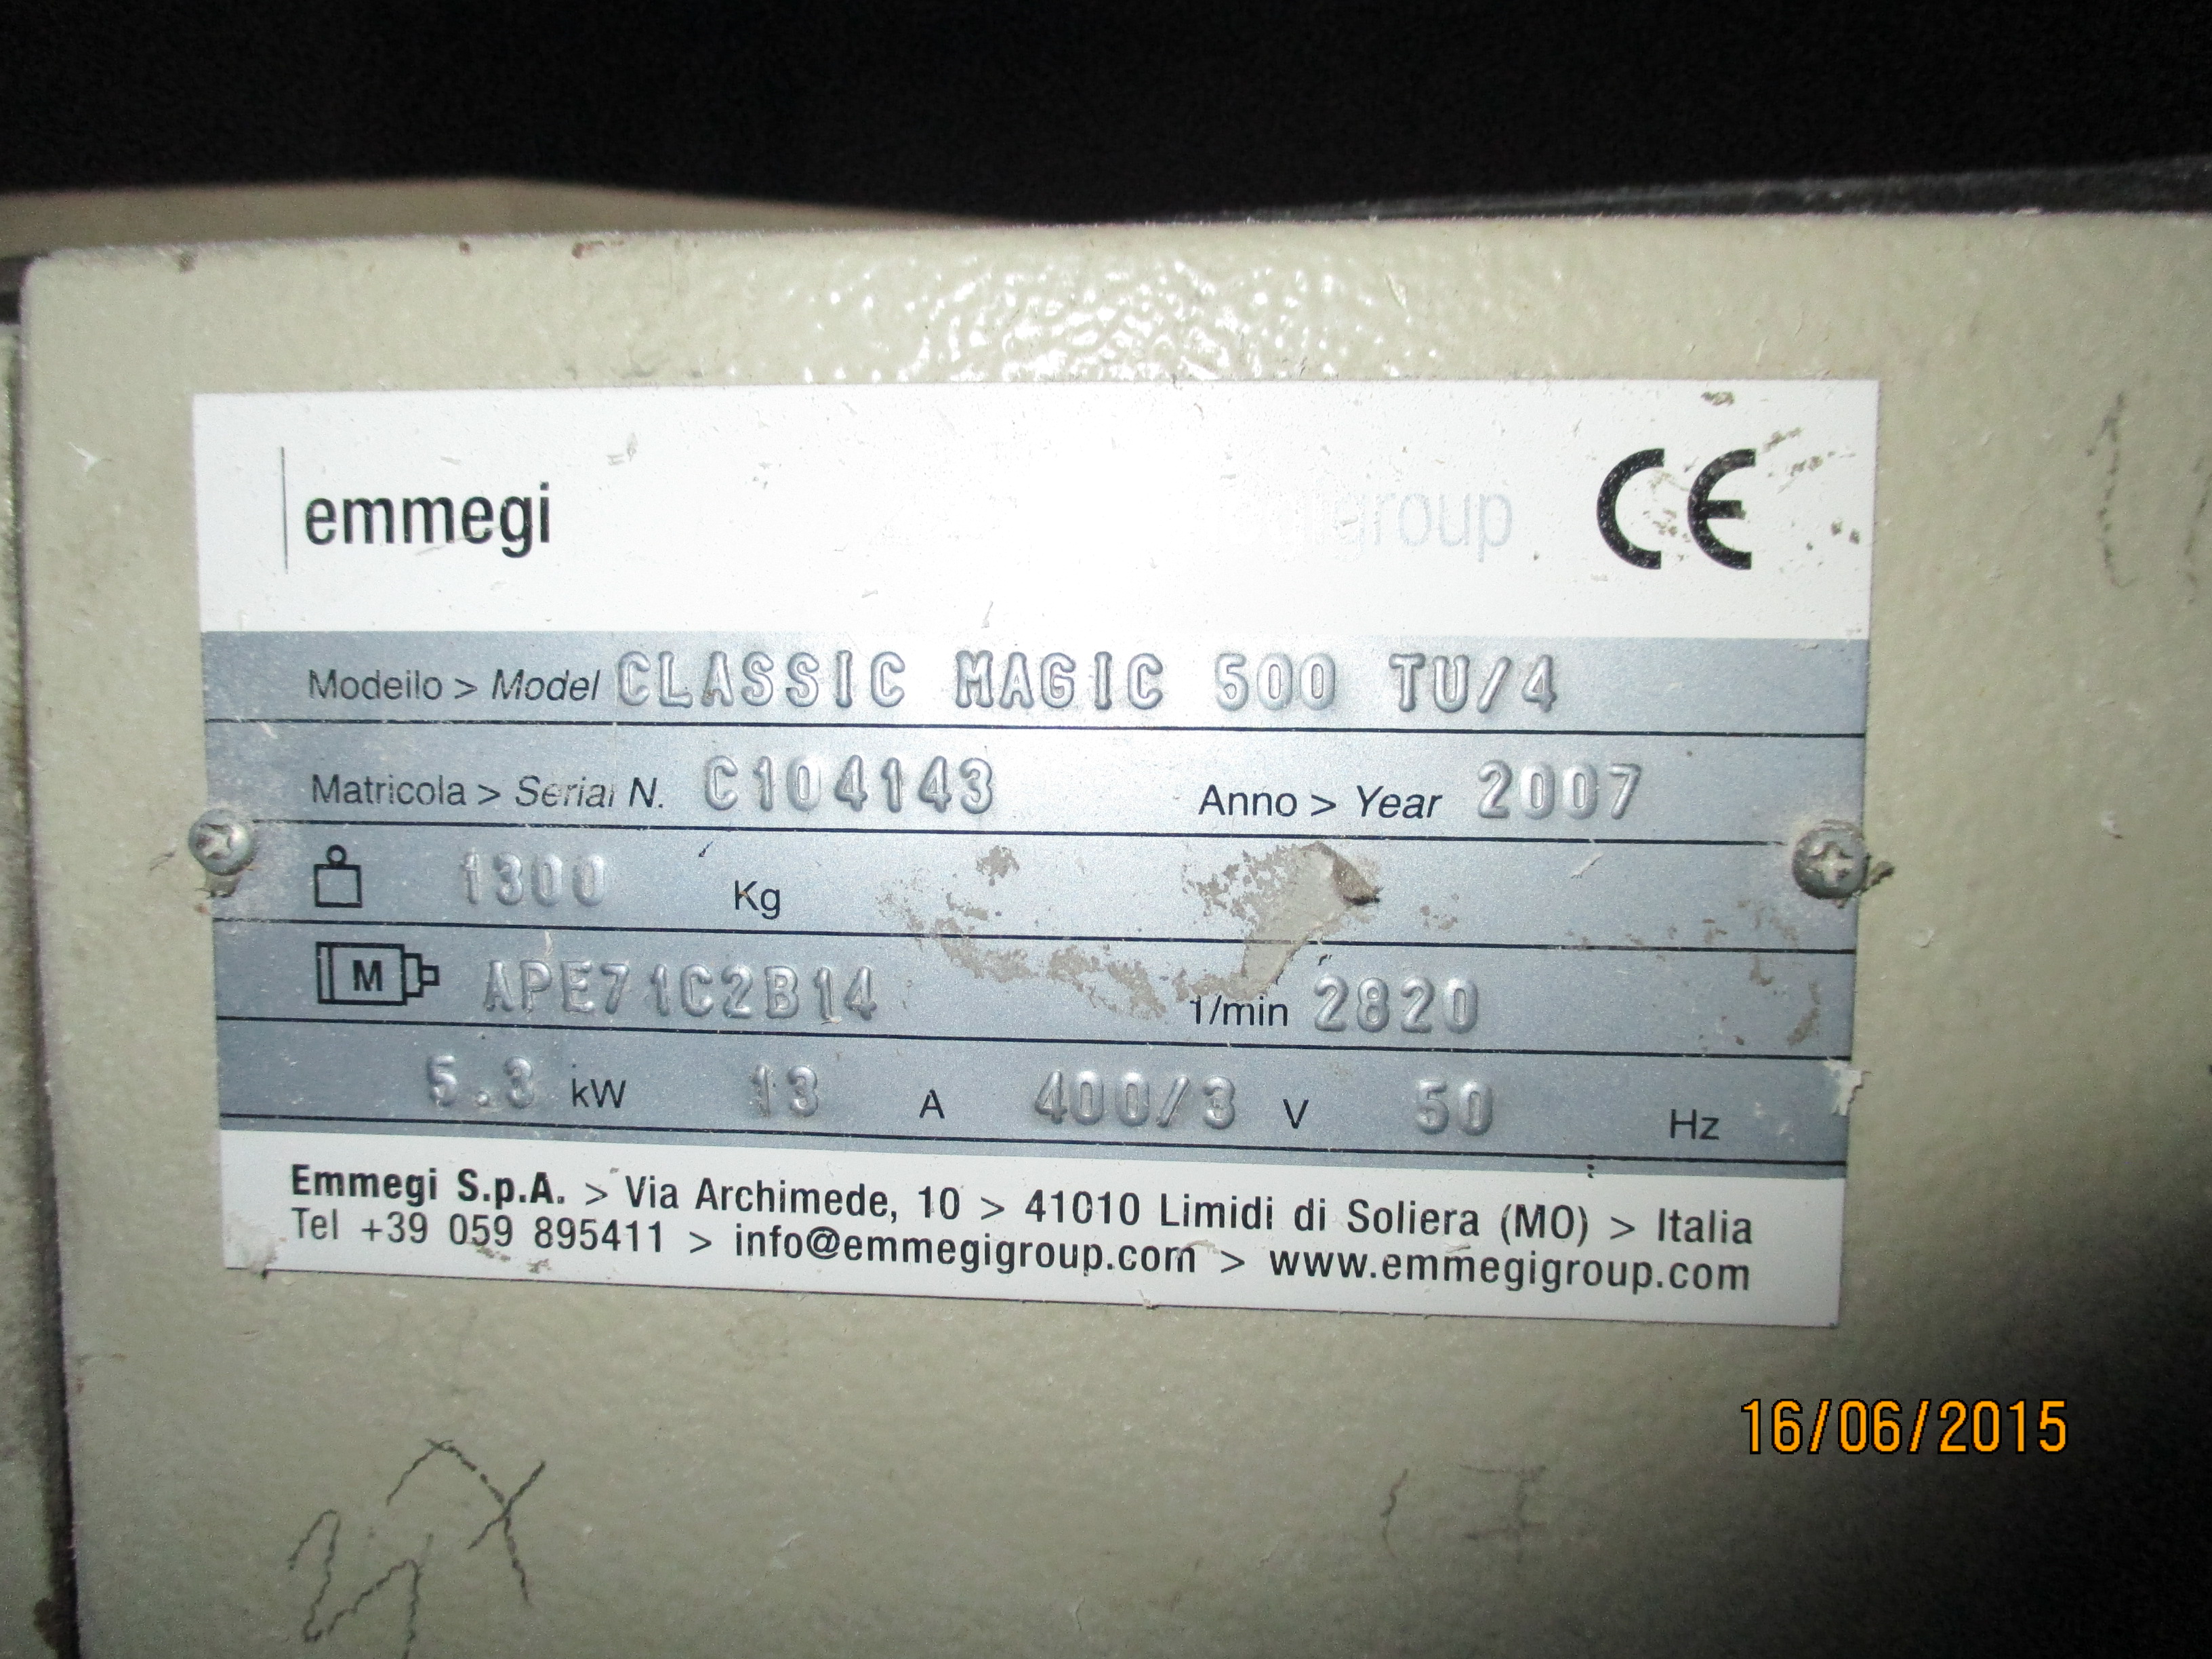 emmegi
egigroup
CE
Modello > Model CLASSIC MAGIC 500 TU/4
Matricola > Serial N. C104143 Anno > Year 2007
1300 Kg
M APE71C2B14 1/min 2820
5.3 kW 13 A 400/3 V 50 Hz
Emmegi S.p.A. > Via Archimede, 10 > 41010 Limidi di Soliera (MO) > Italia
Tel +39 059 895411 > info@emmegigroup.com > www.emmegigroup.com
16/06/2015